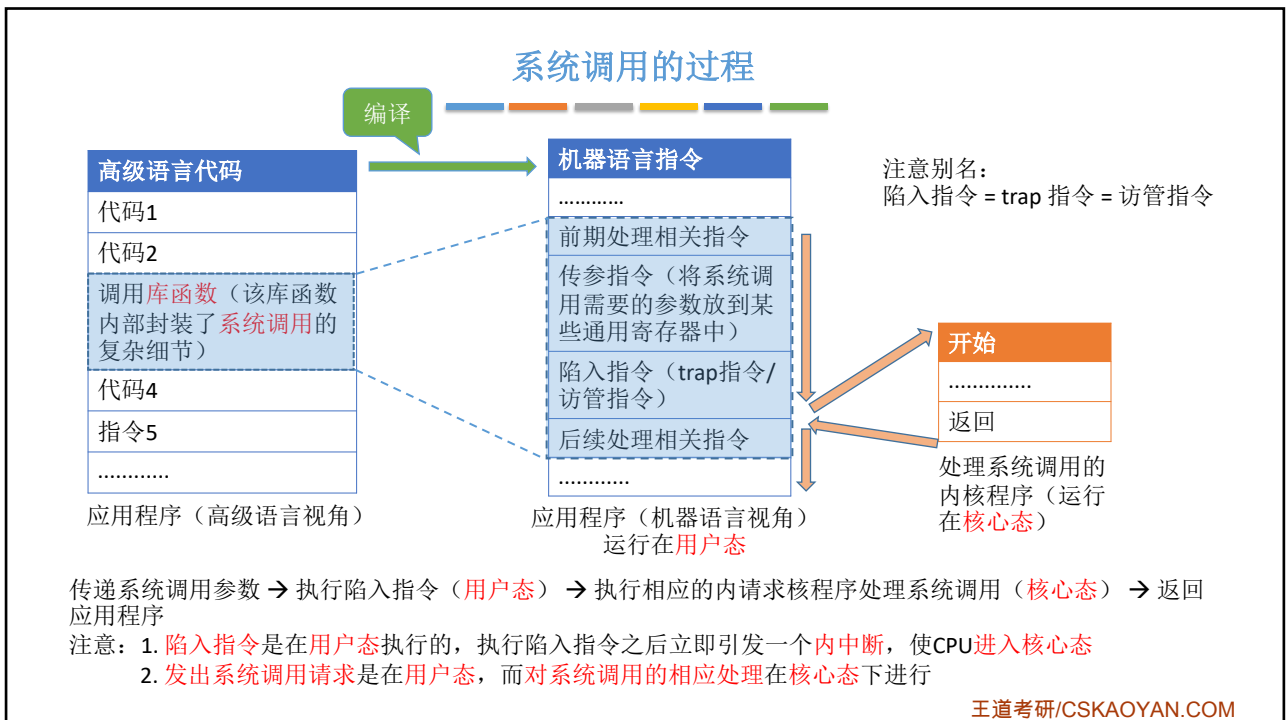 系统调用的过程
编译
高级语言代码
代码1
代码2
调用库函数（该库函数
内部封装了系统调用的
复杂细节）
代码4
指令5
............
应用程序（高级语言视角）
机器语言指令
............
前期处理相关指令
传参指令（将系统调
用需要的参数放到某
些通用寄存器中）
陷入指令（trap指令/
访管指令）
后续处理相关指令
............
应用程序（机器语言视角）
运行在用户态
注意别名：
陷入指令 = trap 指令 = 访管指令
开始
..............
返回
处理系统调用的
内核程序（运行
在核心态）
传递系统调用参数 → 执行陷入指令（用户态） → 执行相应的内请求核程序处理系统调用（核心态） → 返回
应用程序
注意：1. 陷入指令是在用户态执行的，执行陷入指令之后立即引发一个内中断，使CPU进入核心态
2. 发出系统调用请求是在用户态，而对系统调用的相应处理在核心态下进行
王道考研/CSKAOYAN.COM